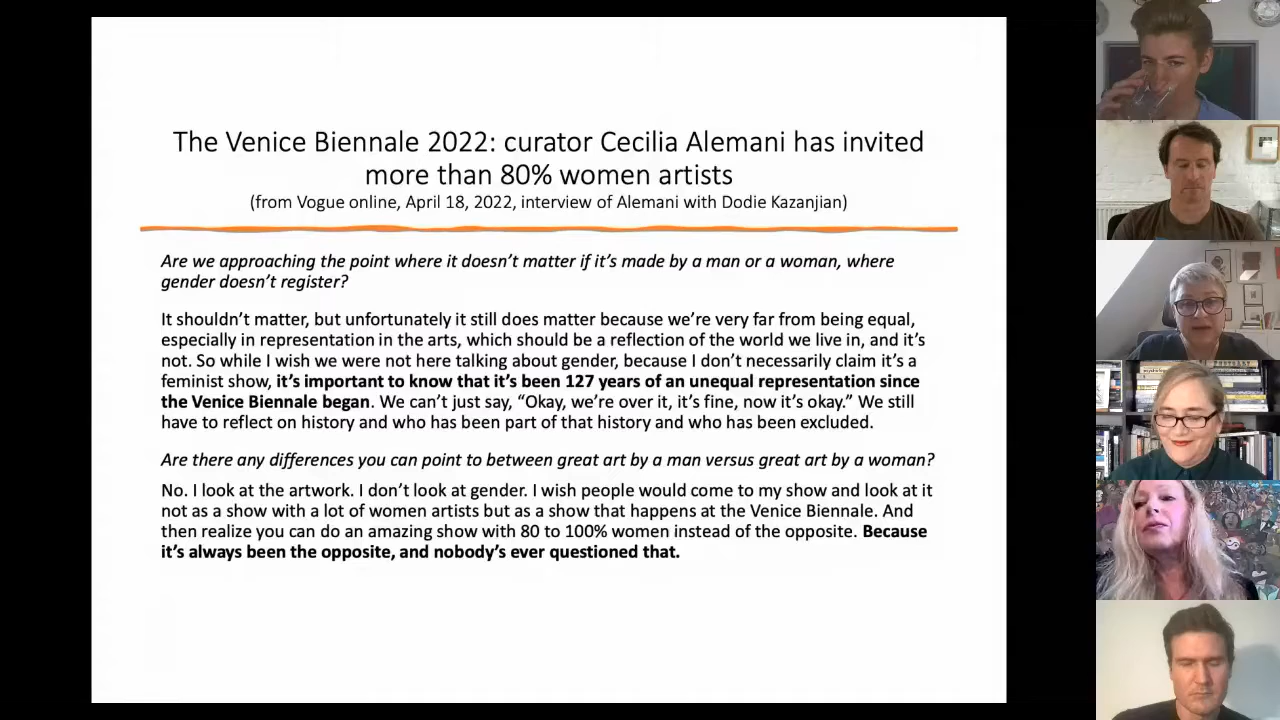 The Venice Biennale 2022: curator Cecilia Alemani has invited
more than 80% women artists
(from Vogue online, April 18, 2022, interview of Alemani with Dodie Kazanjian)
Are we approaching the point where it doesn’t matter if it’s made by a man or a woman, where
gender doesn’t register?
It shouldn’t matter, but unfortunately it still does matter because we’re very far from being equal,
especially in representation in the arts, which should be a reflection of the world we live in, and it’s
not. So while I wish we were not here talking about gender, because I don’t necessarily claim it’s a
feminist show, it’s important to know that it’s been 127 years of an unequal representation since
the Venice Biennale began. We can’t just say, “Okay, we’re over it, it’s fine, now it’s okay.” We still
have to reflect on history and who has been part of that history and who has been excluded.
Are there any differences you can point to between great art by a man versus great art by a woman?
No. I look at the artwork. I don’t look at gender. I wish people would come to my show and look at it
not as a show with a lot of women artists but as a show that happens at the Venice Biennale. And
then realize you can do an amazing show with 80 to 100% women instead of the opposite. Because
it’s always been the opposite, and nobody’s ever questioned that.